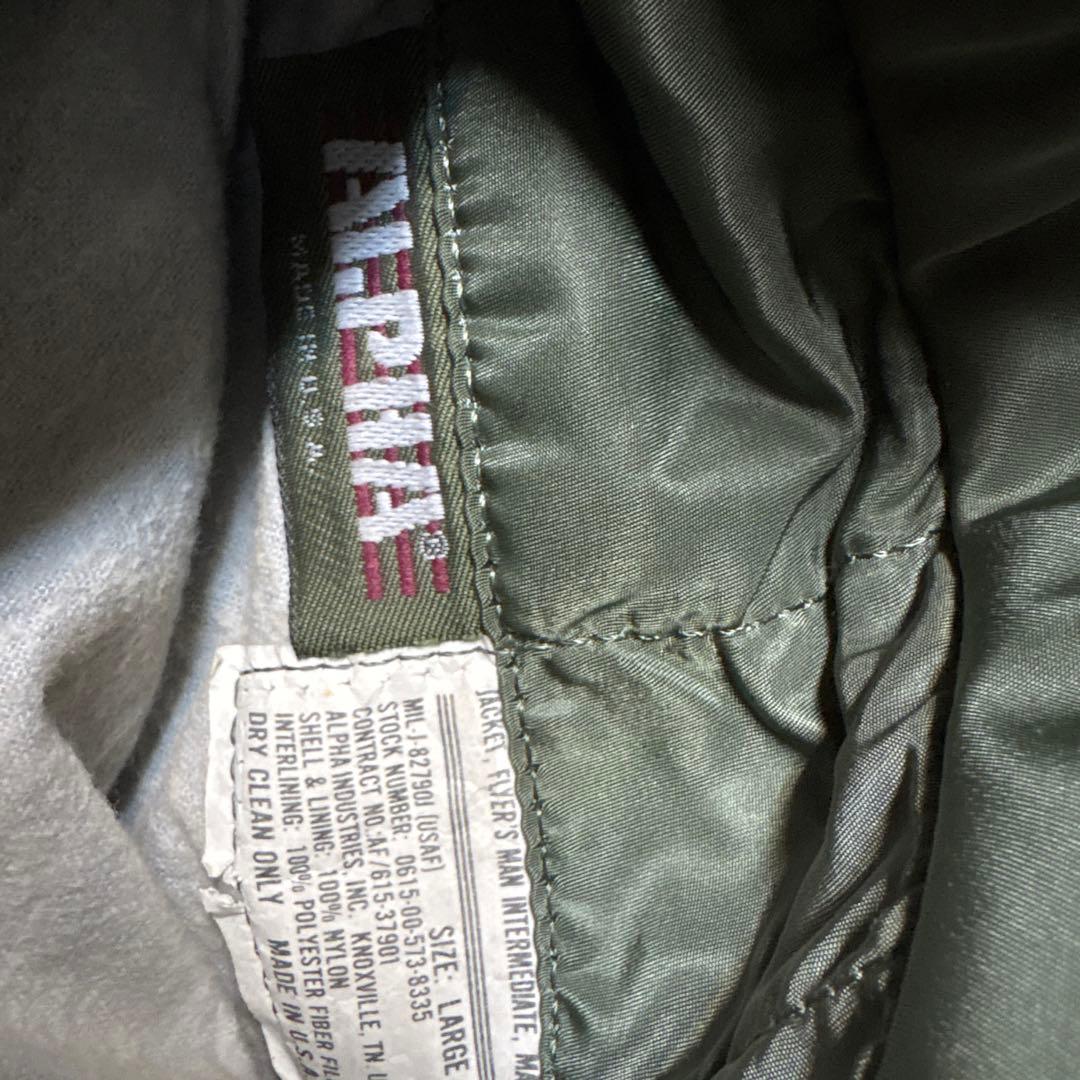 ALPHA®
MADE IN U.S.A.
JACKET, FLYER'S MAN INTERMEDIATE, MA
SIZE: LARGE
MIL-J-8279OJ (USAF)
STOCK NUMBER: 0615-00-573-8335
CONTRACT NO.:AF/615-37901
ALPHA INDUSTRIES, INC. KNOXVILLE, TN. U
SHELL & LINING: 100% NYLON
INTERLINING: 100% POLYESTER FIBER FIL
DRY CLEAN ONLY MADE IN U.S.A